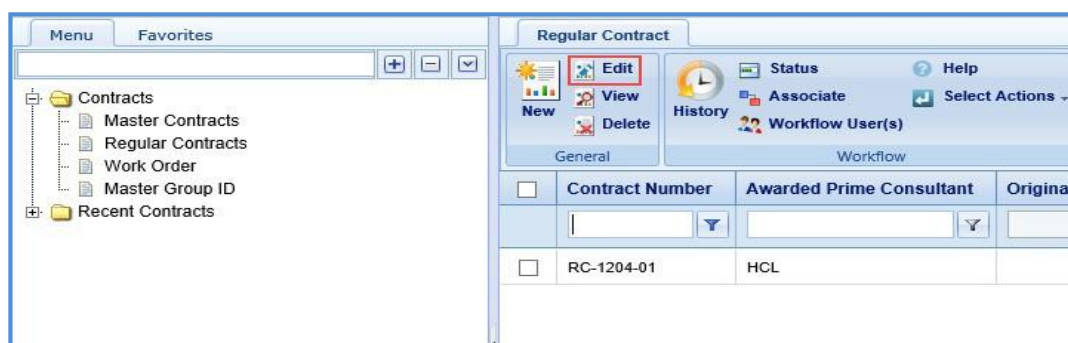 Menu Favorites
Contracts
Master Contracts
Regular Contracts
Work Order
Master Group ID
Recent Contracts
Regular Contract
New
Edit
View
Delete
General
History
Status
Associate
Workflow User(s)
Help
Select Actions
Workflow
Contract Number Awarded Prime Consultant Origina
RC-1204-01 HCL